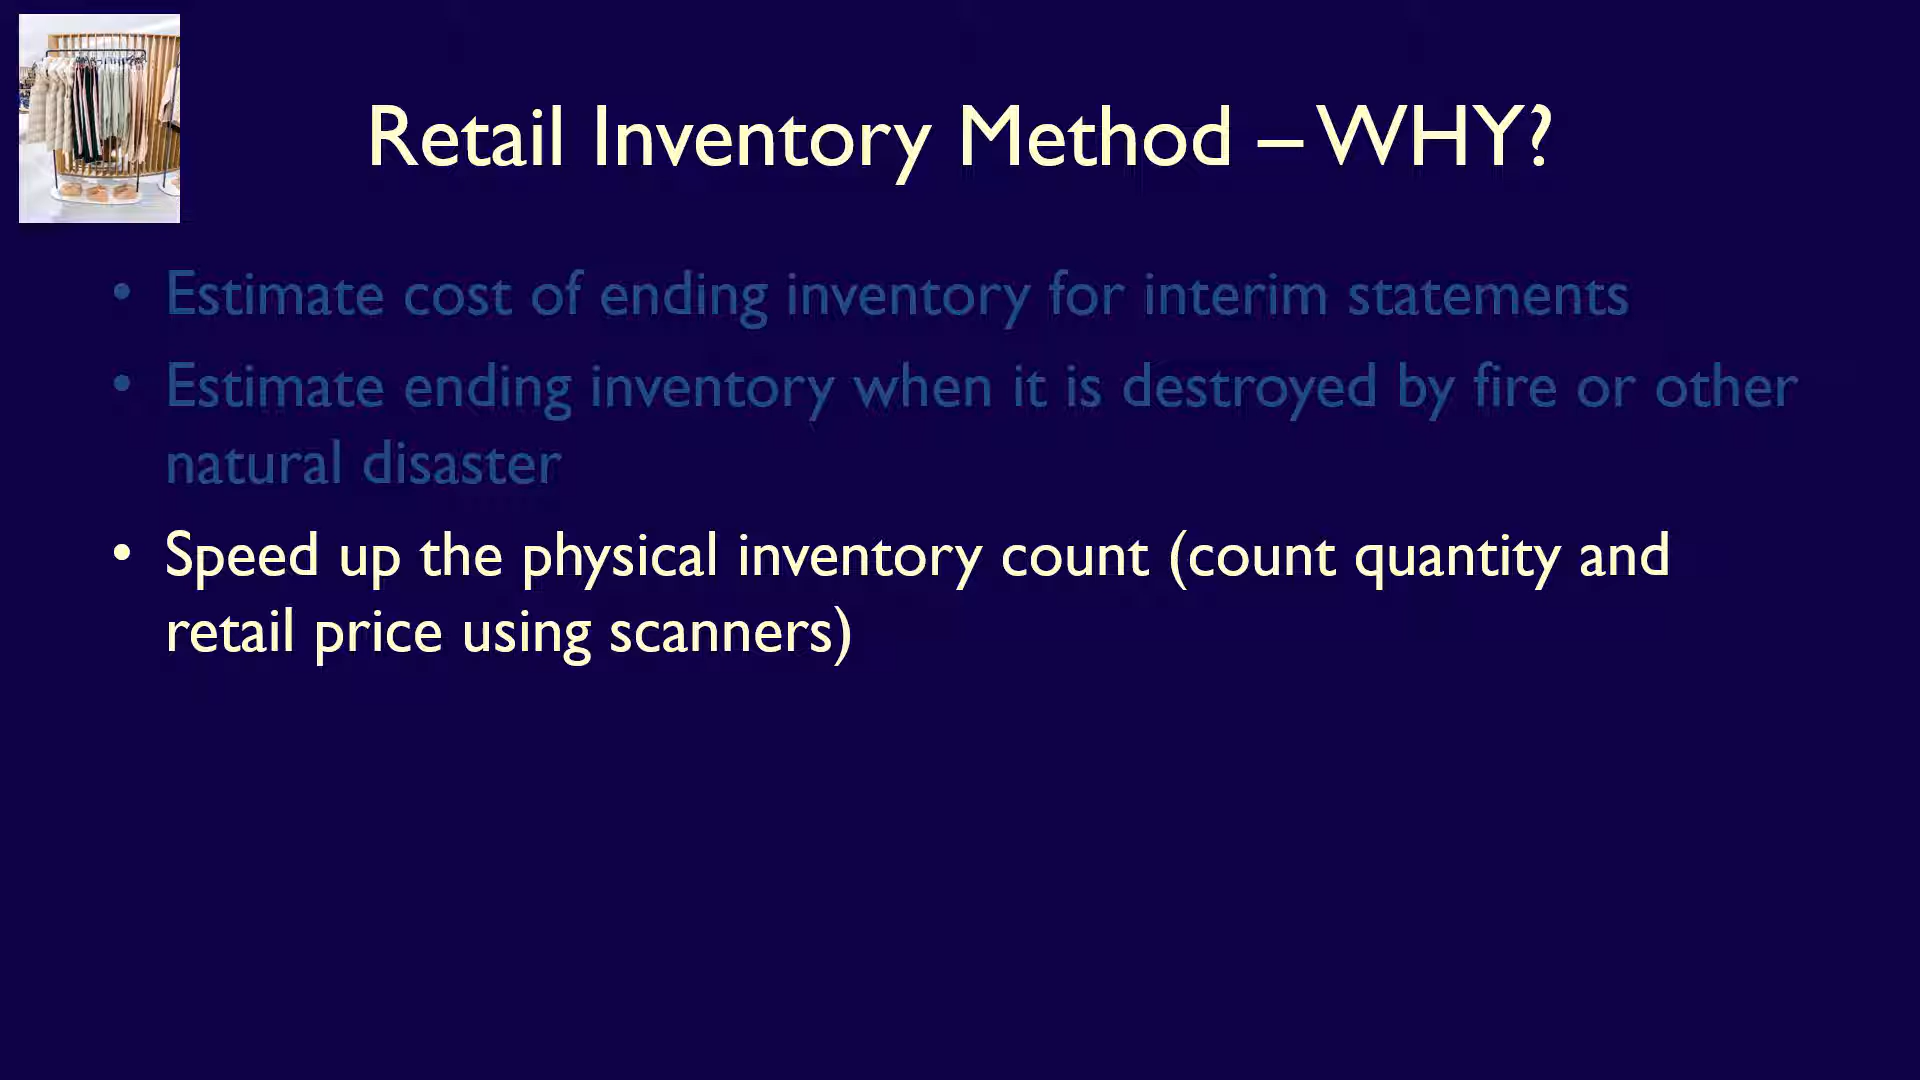 Retail Inventory Method – WHY?
• Estimate cost of ending inventory for interim statements
• Estimate ending inventory when it is destroyed by fire or other
natural disaster
• Speed up the physical inventory count (count quantity and
retail price using scanners)